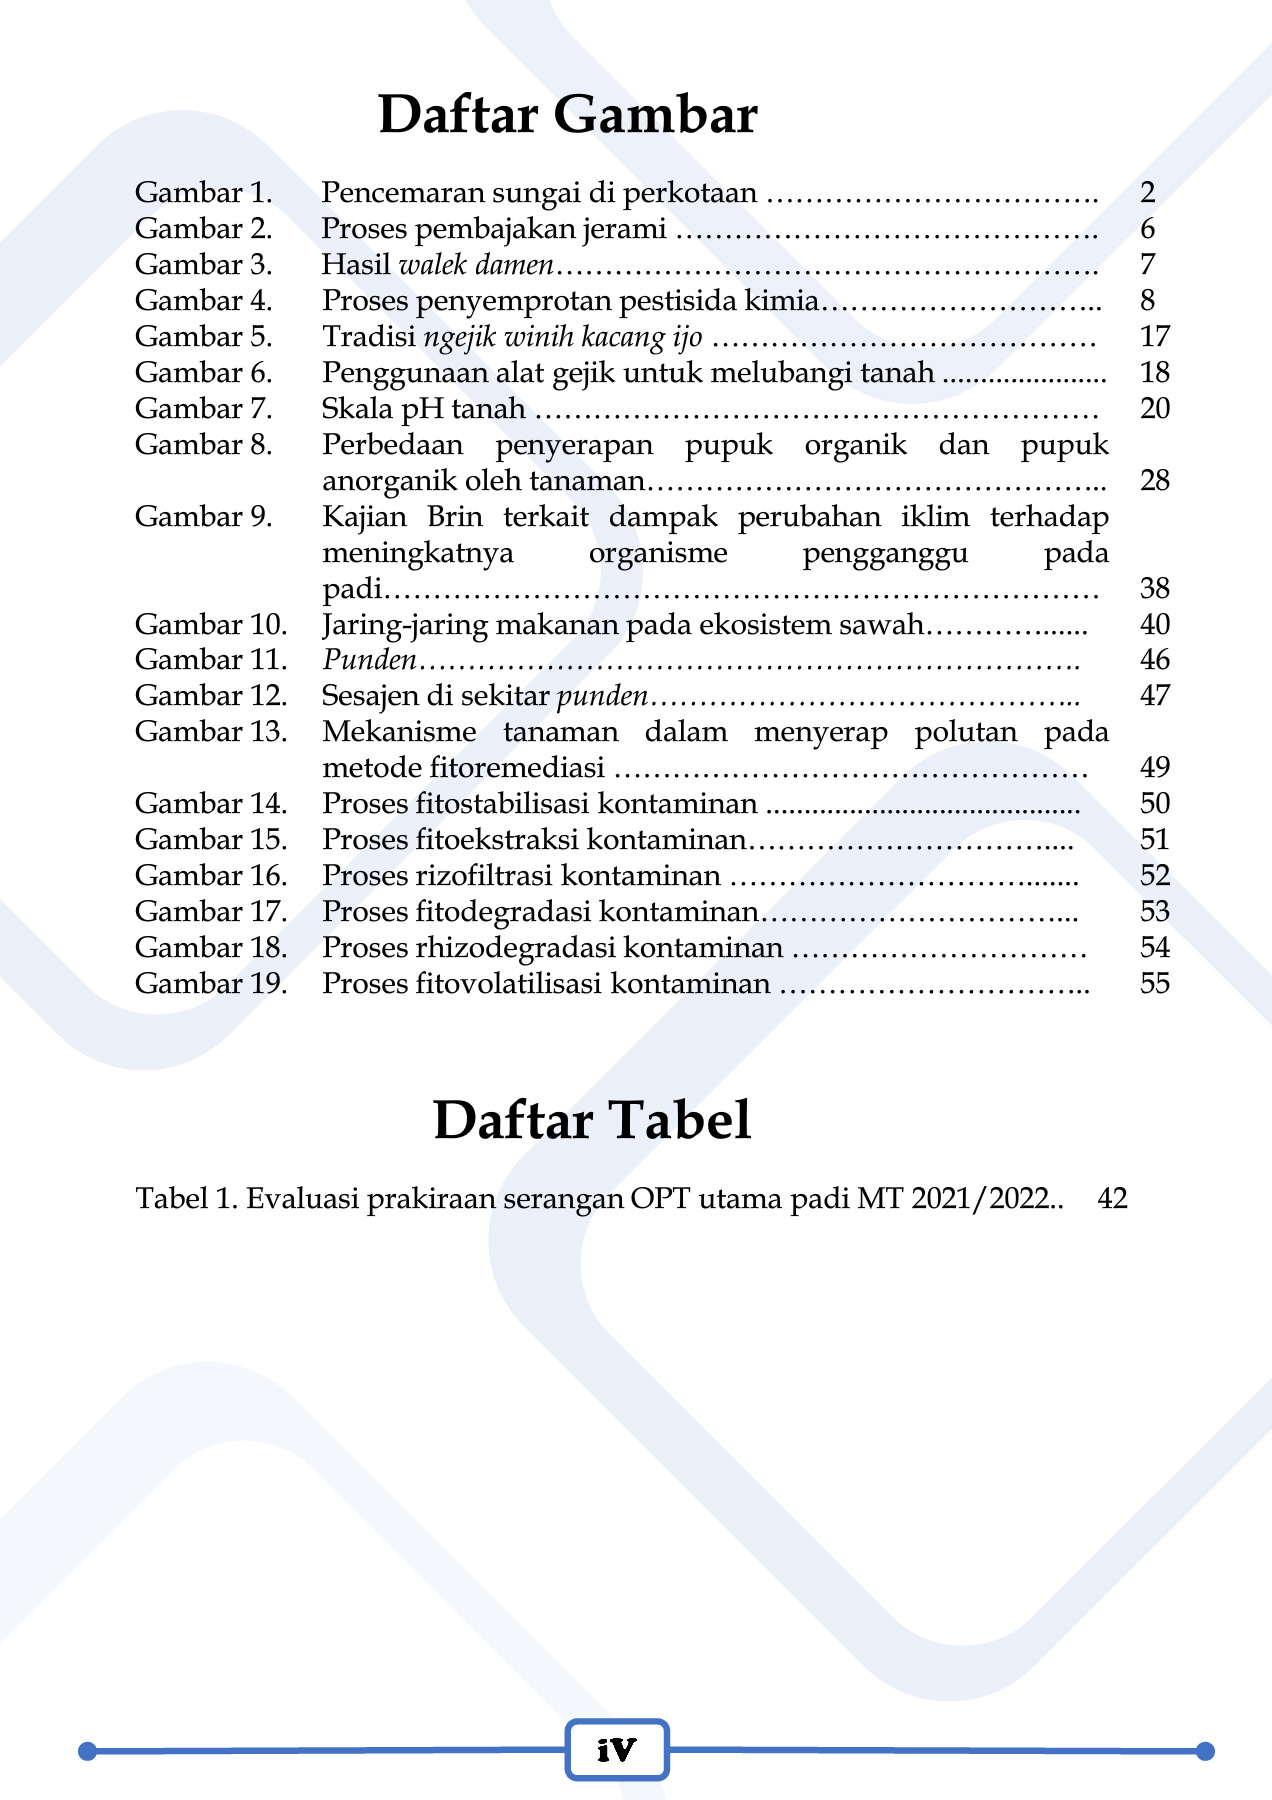 Daftar Gambar
Gambar 1. Pencemaran sungai di perkotaan ……………………………. 2
Gambar 2. Proses pembajakan jerami ……………………………………. 6
Gambar 3. Hasil walek damen………………………………………………. 7
Gambar 4. Proses penyemprotan pestisida kimia……………………….. 8
Gambar 5. Tradisi ngejik winih kacang ijo ………………………………… 17
Gambar 6. Penggunaan alat gejik untuk melubangi tanah ...................... 18
Gambar 7. Skala pH tanah ………………………………………………… 20
Gambar 8. Perbedaan penyerapan pupuk organik dan pupuk
anorganik oleh tanaman……………………………………….. 28
Gambar 9. Kajian Brin terkait dampak perubahan iklim terhadap
meningkatnya organisme pengganggu pada
padi……………………………………………………………… 38
Gambar 10. Jaring-jaring makanan pada ekosistem sawah…………...... 40
Gambar 11. Punden…………………………………………………………. 46
Gambar 12. Sesajen di sekitar punden…………………………………….. 47
Gambar 13. Mekanisme tanaman dalam menyerap polutan pada
metode fitoremediasi ………………………………………… 49
Gambar 14. Proses fitostabilisasi kontaminan ......................................... 50
Gambar 15. Proses fitoekstraksi kontaminan………………………….... 51
Gambar 16. Proses rizofiltrasi kontaminan …………………………....... 52
Gambar 17. Proses fitodegradasi kontaminan…………………………... 53
Gambar 18. Proses rhizodegradasi kontaminan ………………………… 54
Gambar 19. Proses fitovolatilisasi kontaminan ………………………….. 55
Daftar Tabel
Tabel 1. Evaluasi prakiraan serangan OPT utama padi MT 2021/2022.. 42
iv